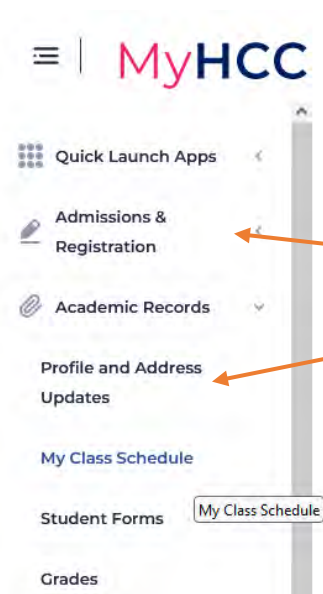 MyHCC
Quick Launch Apps
Admissions &
Registration
Academic Records
Profile and Address
Updates
My Class Schedule
Student Forms
My Class Schedule
Grades